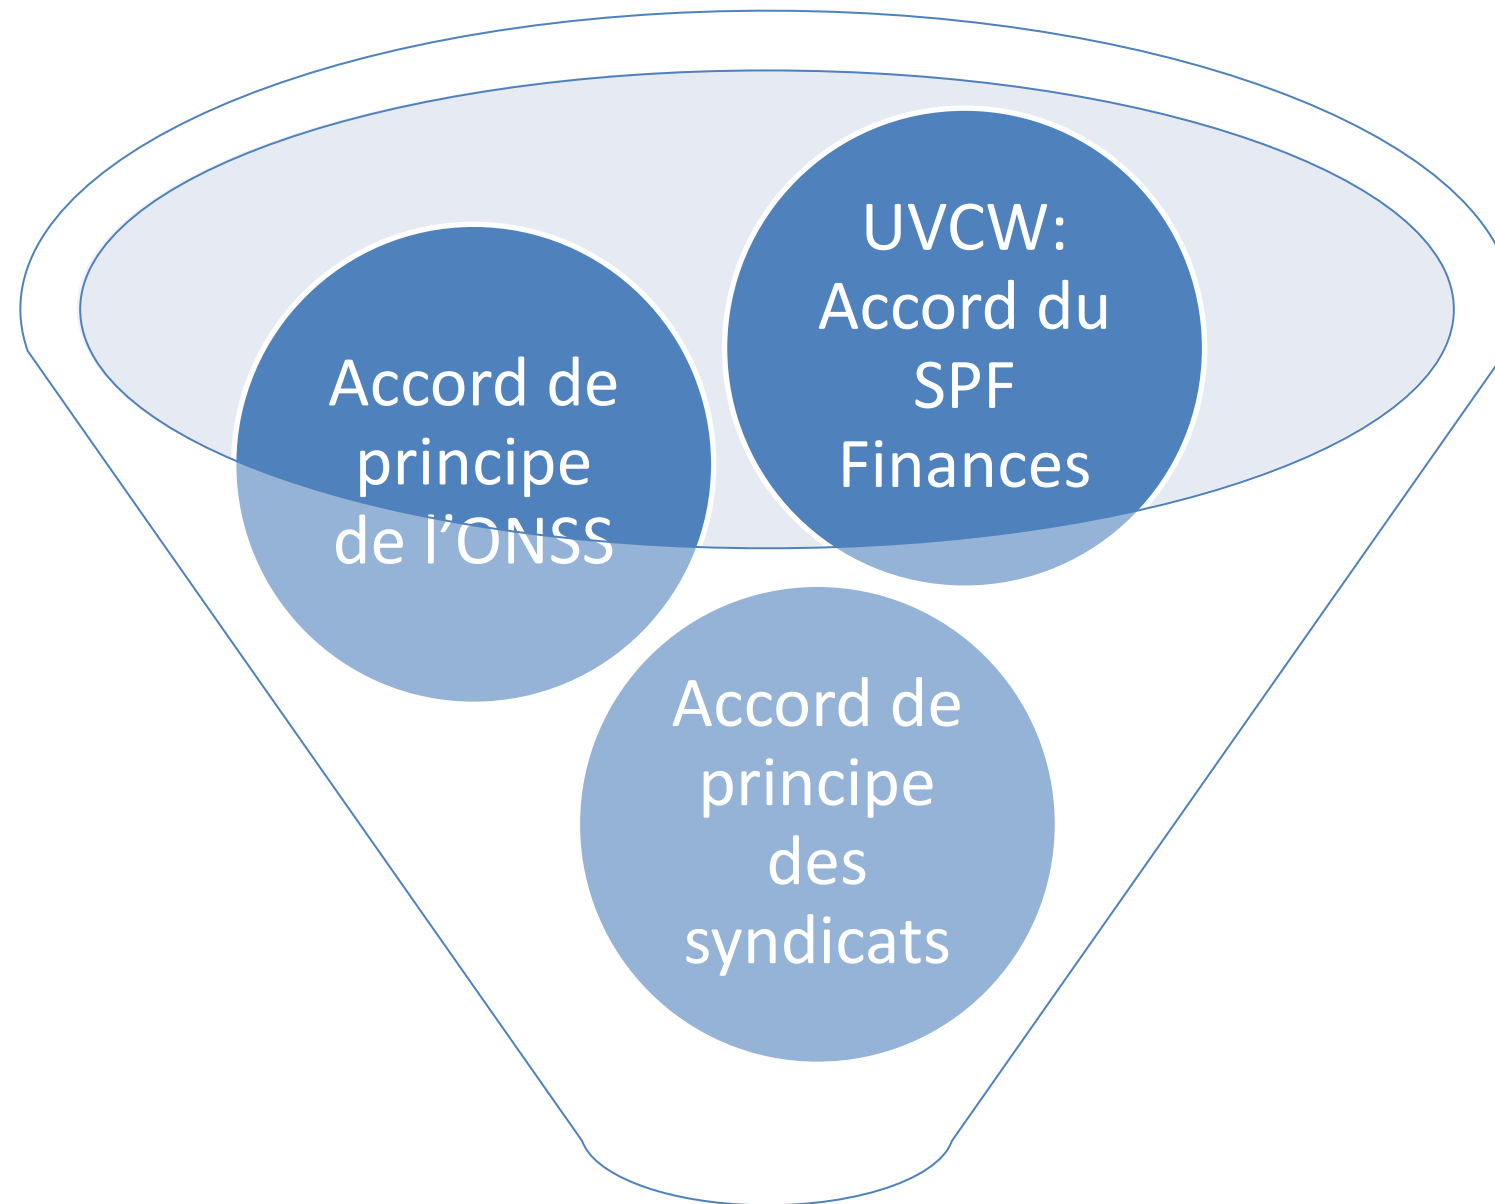 UVCW:
Accord du
SPF
Finances
Accord de
principe
de l’ONSS
Accord de
principe
des
syndicats